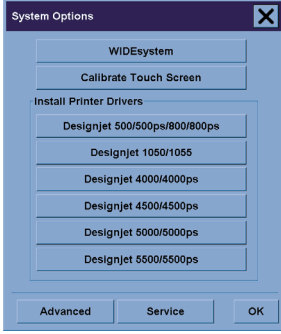 System Options
WIDEsystem
Calibrate Touch Screen
Install Printer Drivers
Designjet 500/500ps/800/800ps
Designjet 1050/1055
Designjet 4000/4000ps
Designjet 4500/4500ps
Designjet 5000/5000ps
Designjet 5500/5500ps
Advanced Service OK